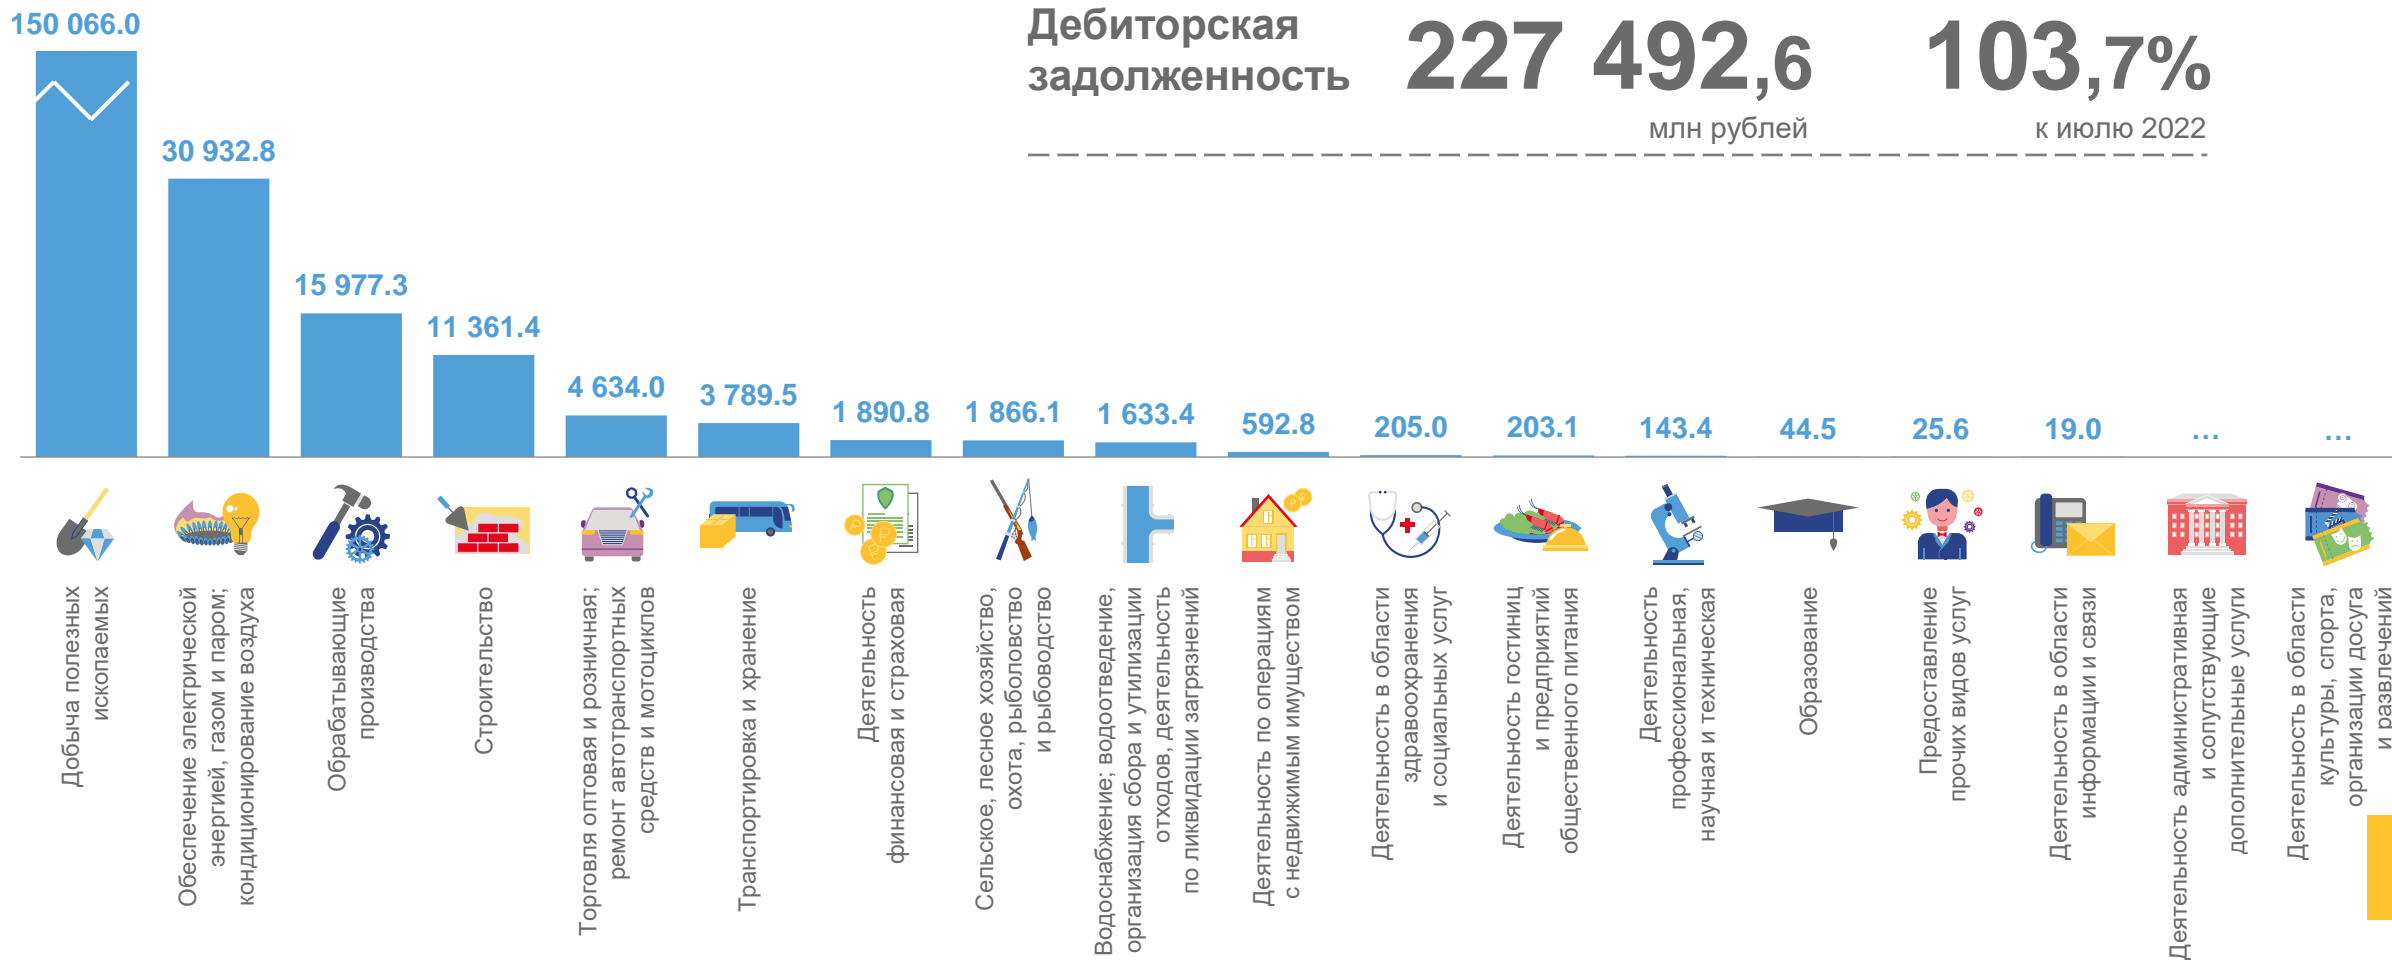 Дебиторская
задолженность
227 492,6
млн рублей
103,7%
к июлю 2022
150 066.0
30 932.8
15 977.3
11 361.4
4 634.0
3 789.5
1 890.8
1 866.1
1 633.4
592.8
205.0
203.1
143.4
44.5
25.6
19.0
...
...
Добыча полезных
ископаемых
Обеспечение электрической
энергией, газом и паром;
кондиционирование воздуха
Обрабатывающие
производства
Строительство
Торговля оптовая и розничная;
ремонт автотранспортных
средств и мотоциклов
Транспортировка и хранение
Деятельность
финансовая и страховая
Сельское, лесное хозяйство,
охота, рыболовство
и рыбоводство
Водоснабжение; водоотведение,
организация сбора и утилизации
отходов, деятельность
по ликвидации загрязнений
Деятельность по операциям
с недвижимым имуществом
Деятельность в области
здравоохранения
и социальных услуг
Деятельность гостиниц
и предприятий
общественного питания
Деятельность
профессиональная,
научная и техническая
Образование
Предоставление
прочих видов услуг
Деятельность в области
информации и связи
Деятельность административная
и сопутствующие
дополнительные услуги
Деятельность в области
культуры, спорта,
организации досуга
и развлечений